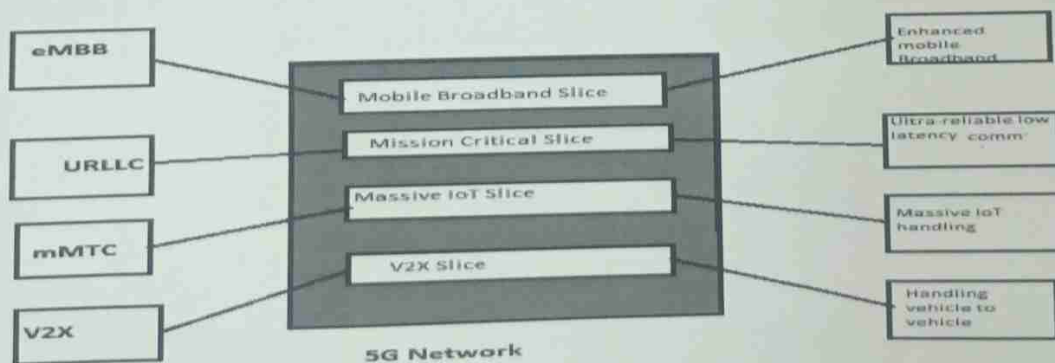 eMBB
URLLC
mMTC
V2X
Mobile Broadband Slice
Mission Critical Slice
Massive IoT Slice
V2X Slice
Enhanced
mobile
Broadband
Ultra-reliable low
latency comm
Massive IoT
handling
Handling
vehicle to
vehicle
5G Network